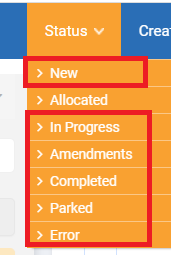 Status
Creat
New
Allocated
In Progress
Amendments
Completed
Parked
Error